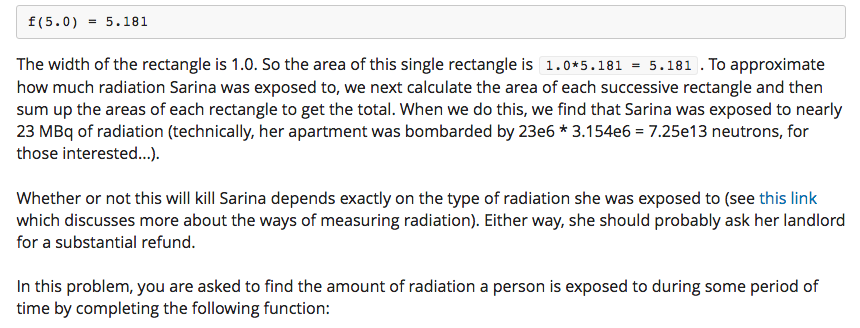 f(5.0) = 5.181
The width of the rectangle is 1.0. So the area of this single rectangle is 1.0*5.181 = 5.181 . To approximate
how much radiation Sarina was exposed to, we next calculate the area of each successive rectangle and then
sum up the areas of each rectangle to get the total. When we do this, we find that Sarina was exposed to nearly
23 MBq of radiation (technically, her apartment was bombarded by 23e6 * 3.154e6 = 7.25e13 neutrons, for
those interested...).
Whether or not this will kill Sarina depends exactly on the type of radiation she was exposed to (see this link
which discusses more about the ways of measuring radiation). Either way, she should probably ask her landlord
for a substantial refund.
In this problem, you are asked to find the amount of radiation a person is exposed to during some period of
time by completing the following function: